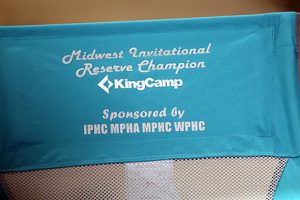 Midwest Invitational
Reserve Champion
KingCamp
Sponsored by
IPHC MPHA MPHC WPHC